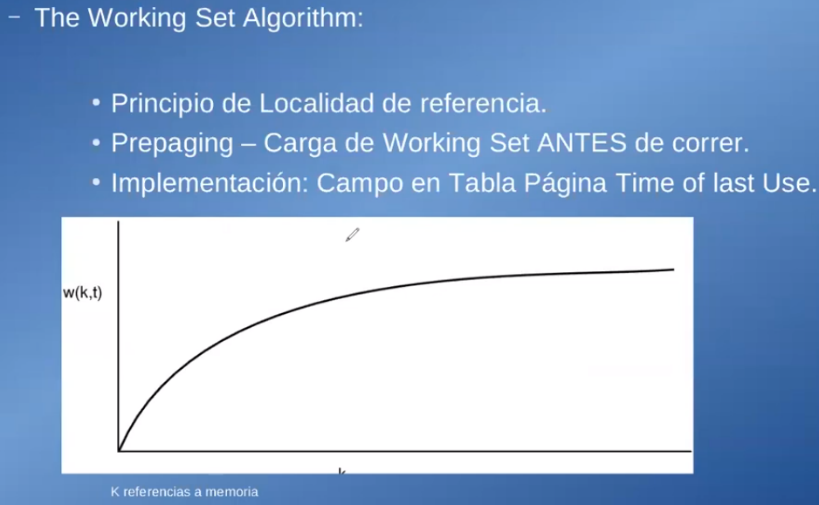 – The Working Set Algorithm:
• Principio de Localidad de referencia.
• Prepaging – Carga de Working Set ANTES de correr.
• Implementación: Campo en Tabla Página Time of last Use.
w(k,t)
k
K referencias a memoria